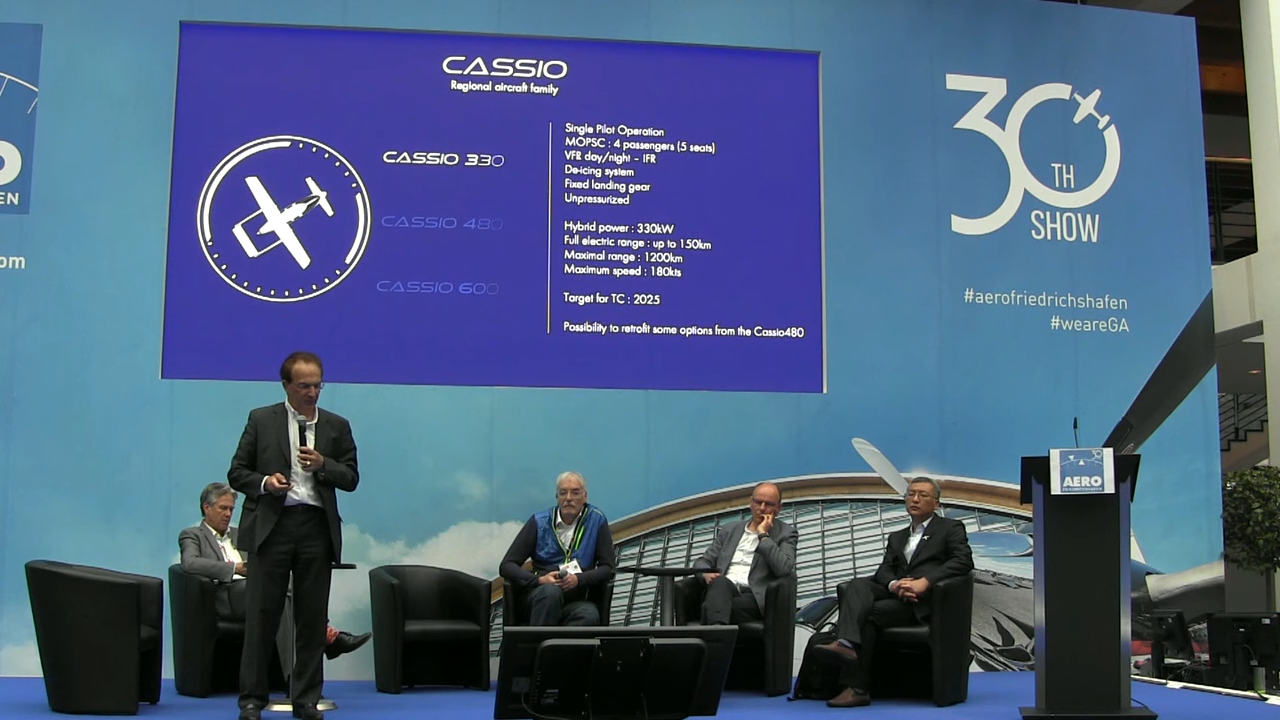 CASSIO
Regional aircraft family
CASSIO 330
CASSIO 480
CASSIO 600
Single Pilot Operation
MOPSC : 4 passengers (5 seats)
VFR day/night - IFR
De-icing system
Fixed landing gear
Unpressurized
Hybrid power : 330kW
Full electric range : up to 150km
Maximal range : 1200km
Maximum speed : 180kts
Target for TC : 2025
Possibility to retrofit some options from the Cassio480
30
TH
SHOW
#aerofriedrichshafen
#weareGA
O
EN
om
30
AERO